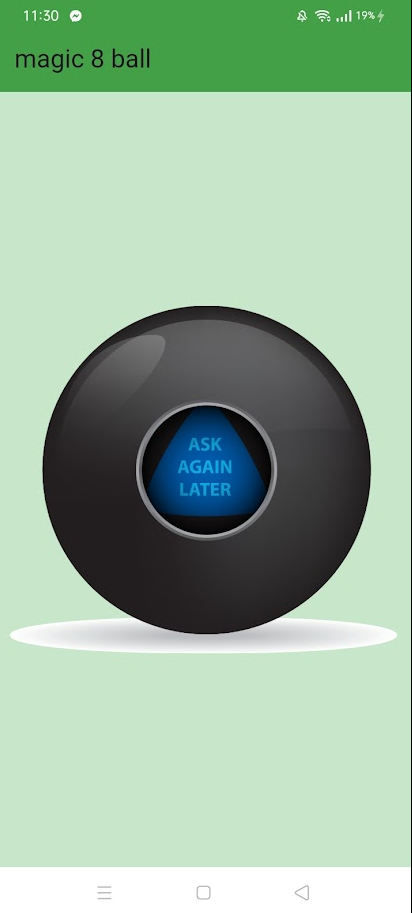 11:30 19%
magic 8 ball
ASK
AGAIN
LATER